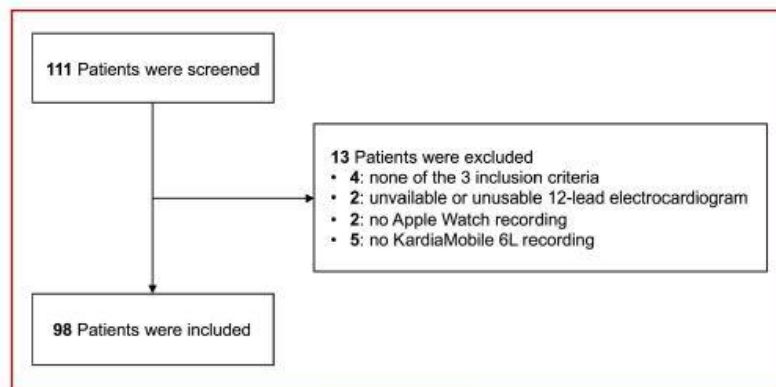 111 Patients were screened
13 Patients were excluded
• 4: none of the 3 inclusion criteria
• 2: unvailable or unusable 12-lead electrocardiogram
• 2: no Apple Watch recording
• 5: no KardiaMobile 6L recording
98 Patients were included